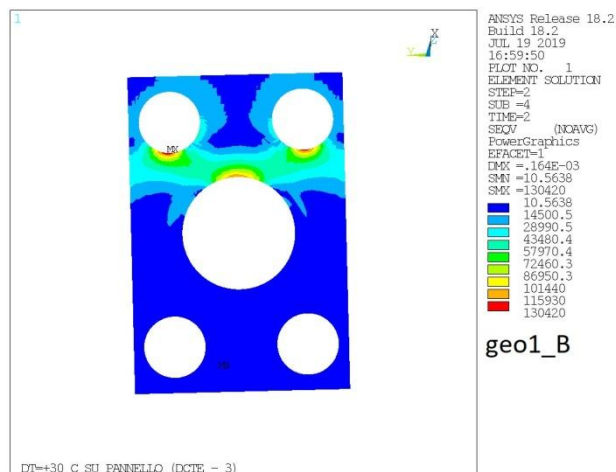 1
ANSYS Release 18.2
Build 18.2
JUL 19 2019
16:59:50
PLOT NO. 1
ELEMENT SOLUTION
STEP=2
SUB =4
TIME=2
SEQV (NOAVG)
PowerGraphics
EFACET=1
DMX =.164E-03
SMN =10.5638
SMX =130420
10.5638
14500.5
28990.5
43480.4
57970.4
72460.3
86950.3
101440
115930
130420
geo1_B
X
Y
MX
DT=+30 C SU PANNELLO (DCTE - 3)